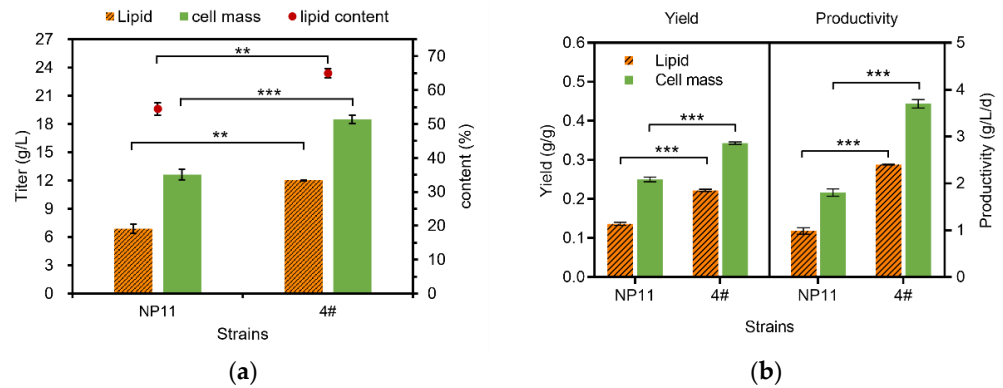 Lipid cell mass lipid content
27
24
21
18
15
12
9
6
3
0
Titer (g/L)
70
60
50
40
30
20
10
0
content (%)
**
***
**
NP11 4#
Strains
(a)
Yield Productivity
0.6
0.5
0.4
0.3
0.2
0.1
0.0
Yield (g/g)
Lipid
Cell mass
5
4
3
2
1
0
Productivity (g/L/d)
***
***
***
***
NP11 4# NP11 4#
Strains
(b)